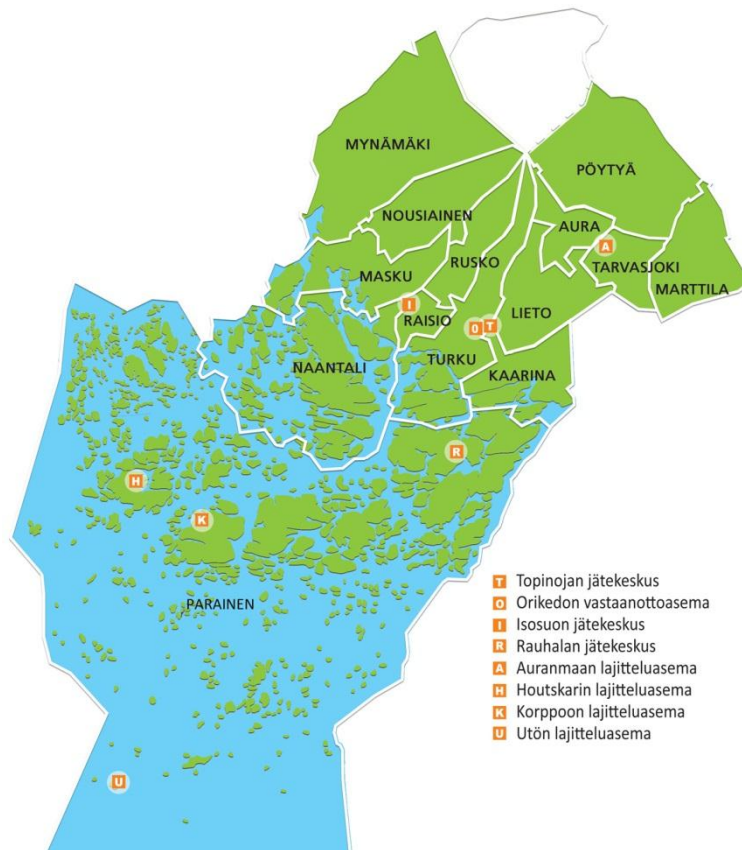 MYNÄMÄKI
PÖYTYÄ
NOUSIAINEN
AURA
A
MASKU
RUSKO
TARVASJOKI
MARTTILA
I
RAISIO
O T
LIETO
TURKU
NAANTALI
KAARINA
R
H
K
PARAINEN
U
T Topinojan jätekeskus
O Orikedon vastaanottoasema
I Isosuon jätekeskus
R Rauhalan jätekeskus
A Auranmaan lajitteluasema
H Houtskarin lajitteluasema
K Korppoon lajitteluasema
U Utön lajitteluasema